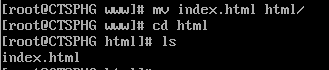 [root@CTSPHG www]# mv index.html html/
[root@CTSPHG www]# cd html
[root@CTSPHG html]# ls
index.html